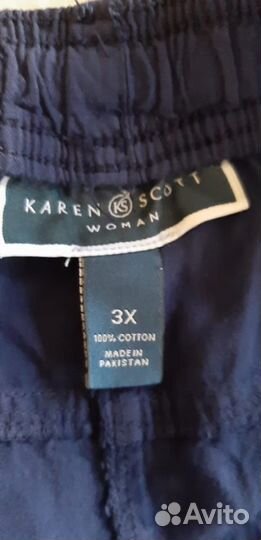 KAREN KS SCOTT
WOMAN
3X
100% COTTON
MADE IN
PAKISTAN
Avito